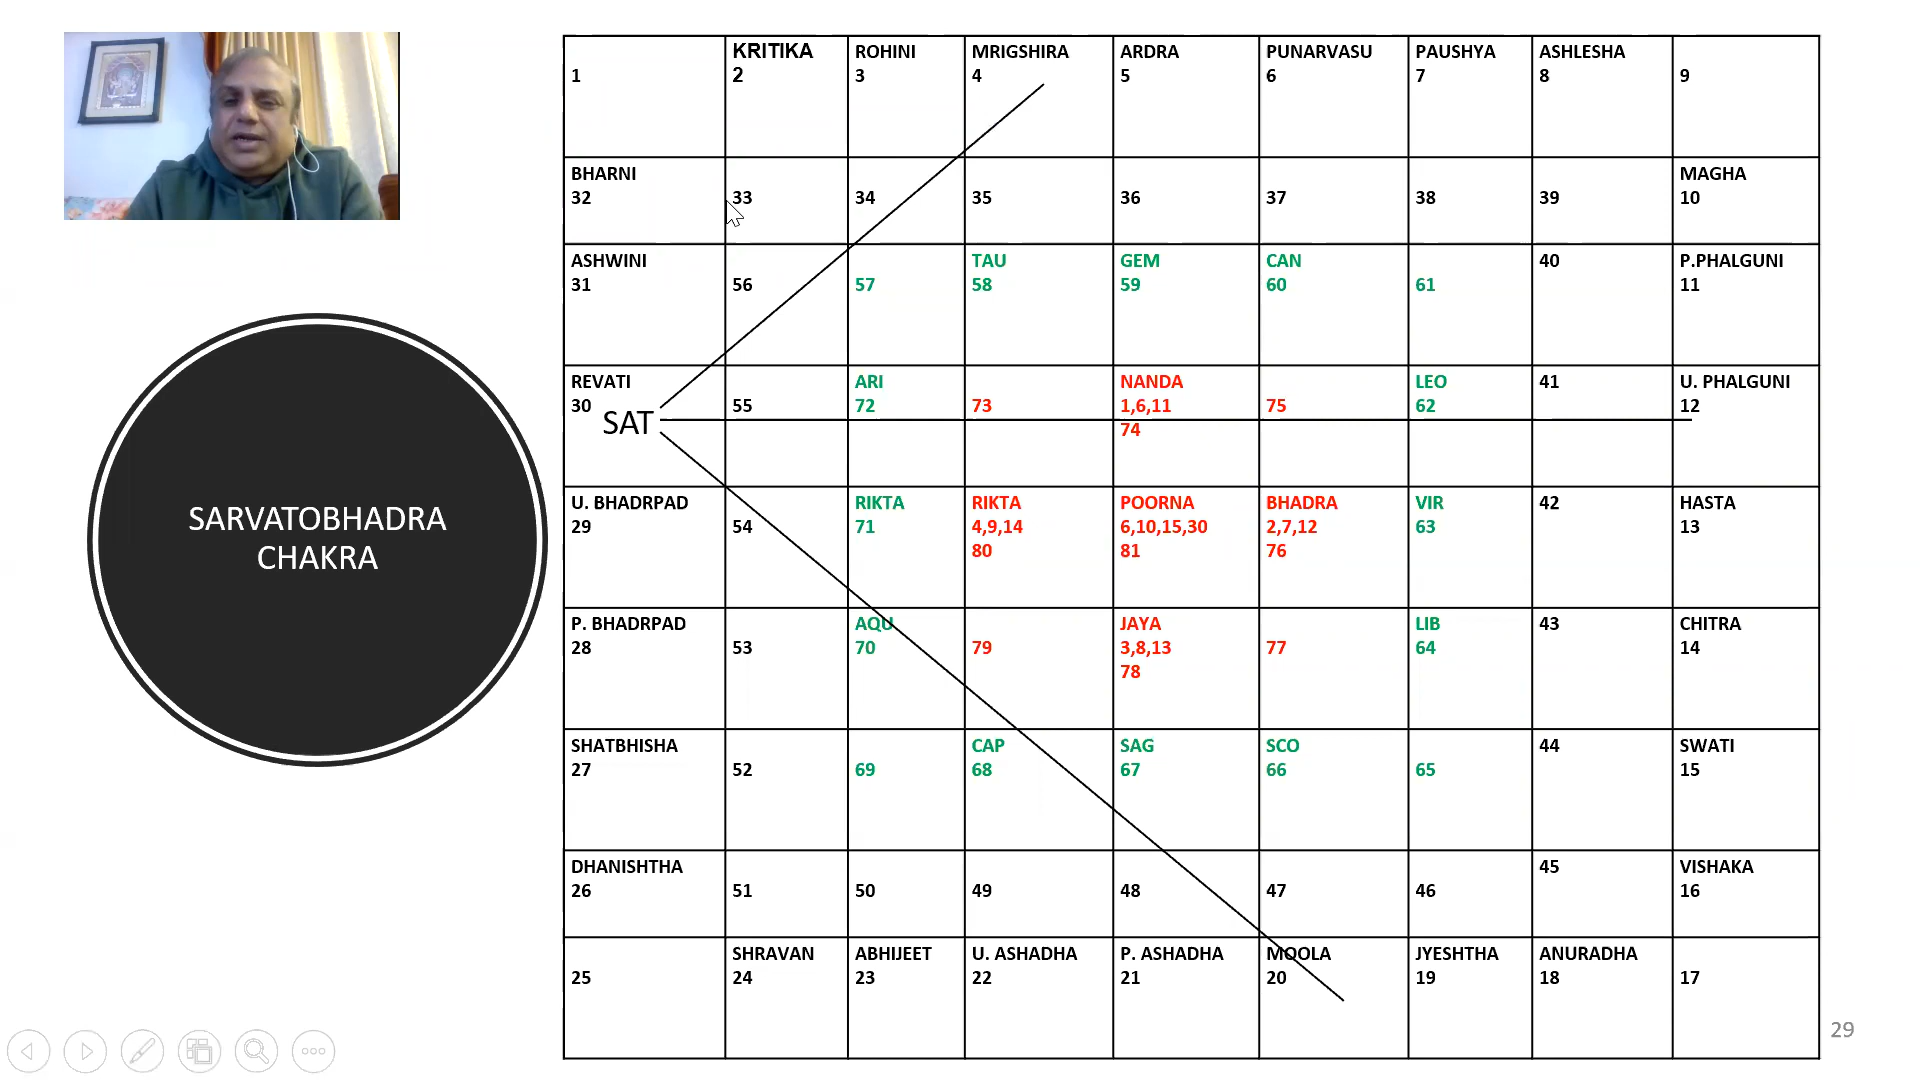 SARVATOBHADRA
CHAKRA
1
KRITIKA
2
ROHINI
3
MRIGSHIRA
4
ARDRA
5
PUNARVASU
6
PAUSHYA
7
ASHLESHA
8
9
BHARNI
32
33
34
35
36
37
38
39
MAGHA
10
ASHWINI
31
56
57
TAU
58
GEM
59
CAN
60
61
40
P.PHALGUNI
11
REVATI
30
SAT
55
ARI
72
73
NANDA
1,6,11
74
75
LEO
62
41
U. PHALGUNI
12
U. BHADRPAD
29
54
RIKTA
71
RIKTA
4,9,14
80
POORNA
6,10,15,30
81
BHADRA
2,7,12
76
VIR
63
42
HASTA
13
P. BHADRPAD
28
53
AQU
70
79
JAYA
3,8,13
78
77
LIB
64
43
CHITRA
14
SHATBHISHA
27
52
69
CAP
68
SAG
67
SCO
66
65
44
SWATI
15
DHANISHTHA
26
51
50
49
48
47
46
45
VISHAKA
16
25
SHRAVAN
24
ABHIJEET
23
U. ASHADHA
22
P. ASHADHA
21
MOOLA
20
JYESHTHA
19
ANURADHA
18
17
29